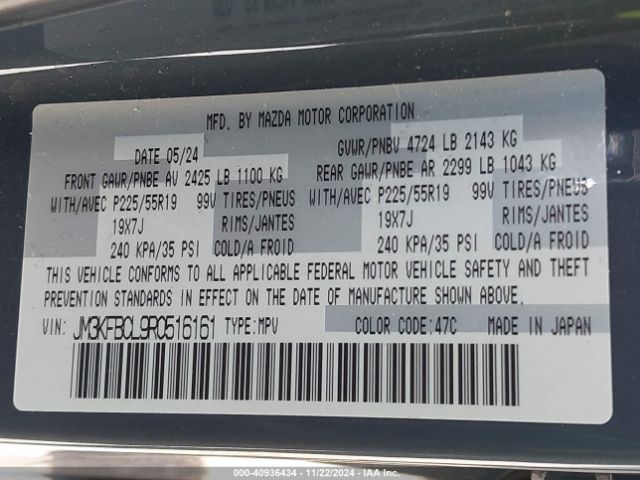 MFD. BY MAZDA MOTOR CORPORATION
DATE 05/24 GVWR/PNBV 4724 LB 2143 KG
FRONT GAWR/PNBE AV 2425 LB 1100 KG REAR GAWR/PNBE AR 2299 LB 1043 KG
WITH/AVEC P225/55R19 99V TIRES/PNEUS WITH/AVEC P225/55R19 99V TIRES/PNEUS
19X7J RIMS/JANTES 19X7J RIMS/JANTES
240 KPA/35 PSI COLD/A FROID 240 KPA/35 PSI COLD/A FROID
THIS VEHICLE CONFORMS TO ALL APPLICABLE FEDERAL MOTOR VEHICLE SAFETY AND THEFT
PREVENTION STANDARDS IN EFFECT ON THE DATE OF MANUFACTURE SHOWN ABOVE.
VIN: JM3KFBCL9R0516161 TYPE:MPV COLOR CODE:47C MADE IN JAPAN
000-40936434 - 11/22/2024 - IAA Inc.